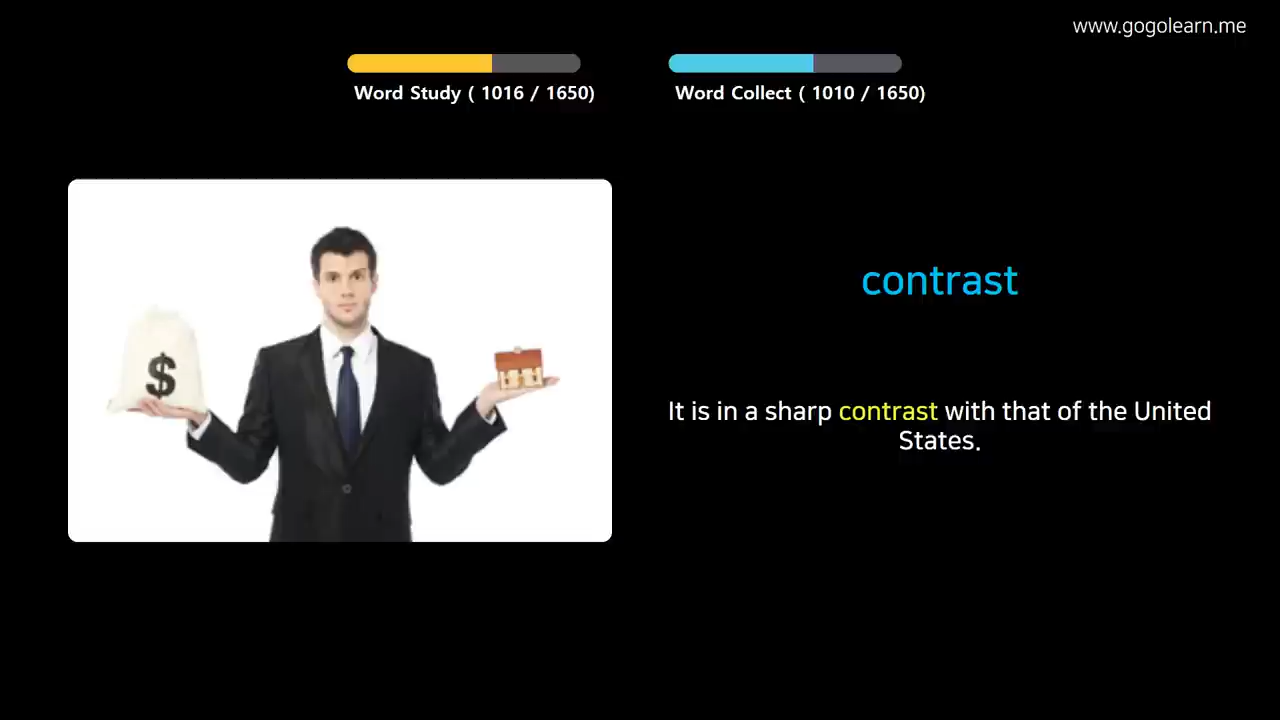 www.gogolearn.me
Word Study ( 1016 / 1650)
Word Collect ( 1010 / 1650)
$
contrast
It is in a sharp contrast with that of the United
States.